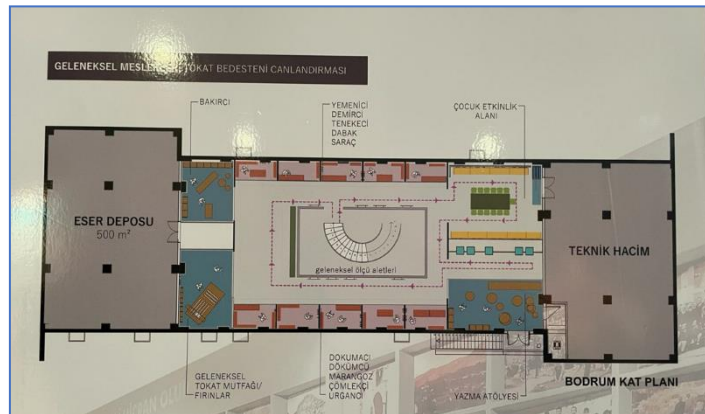 GELENEKSEL MESLEKLER TOKAT BEDESTENİ CANLANDIRMASI
BAKIRCI
YEMENİCİ
DEMİRCİ
TENEKECİ
DABAK
SARAÇ
ÇOCUK ETKİNLİK
ALANI
ESER DEPOSU
500 m²
TEKNİK HACİM
geleneksel ölçü aletleri
GELENEKSEL
TOKAT MUTFAĞI/
FIRINLAR
DOKUMACI
DÖKÜMCÜ
MARANGOZ
ÇÖMLEKÇİ
URGANCI
YAZMA ATÖLYESİ
BODRUM KAT PLANI